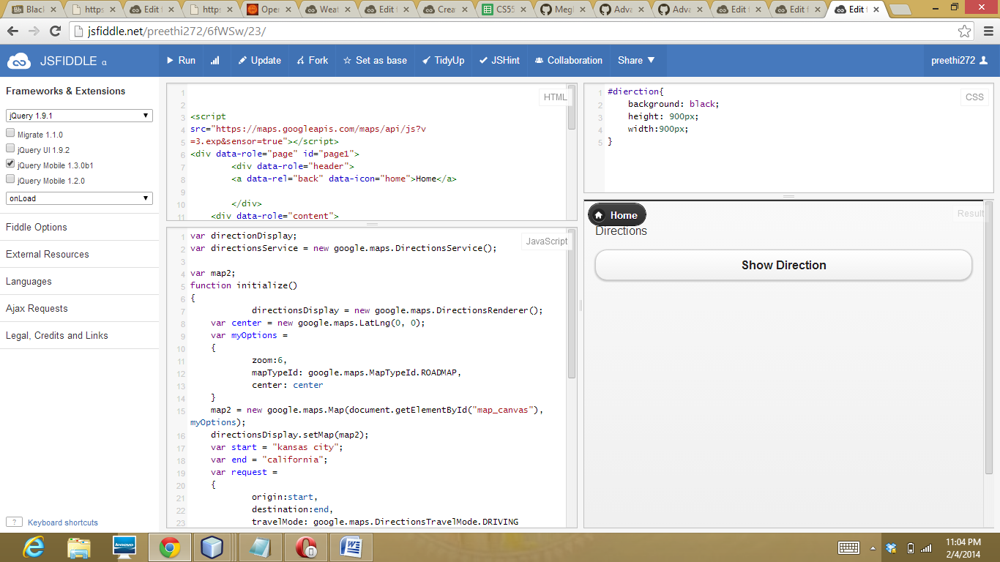 Black
https
Edit f
https
Oper
Weat
Edit f
Creat
CS55
Megh
Adva
Adva
Edit f
Edit f
Edit f
jsfiddle.net/preethi272/6fWSw/23/
JSFIDDLE α
Run
Update
Fork
Set as base
TidyUp
JSHint
Collaboration
Share
preethi272
Frameworks & Extensions
jQuery 1.9.1
Migrate 1.1.0
jQuery UI 1.9.2
jQuery Mobile 1.3.0b1
jQuery Mobile 1.2.0
onLoad
Fiddle Options
External Resources
Languages
Ajax Requests
Legal, Credits and Links
? Keyboard shortcuts
HTML
1
2
3 <script
4 src="https://maps.googleapis.com/maps/api/js?v
5 =3.exp&sensor=true"></script>
6 <div data-role="page" id="page1">
7 <div data-role="header">
8 <a data-rel="back" data-icon="home">Home</a>
9
10 </div>
11 <div data-role="content">
JavaScript
1 var directionDisplay;
2 var directionsService = new google.maps.DirectionsService();
3
4 var map2;
5 function initialize()
6 {
7 directionsDisplay = new google.maps.DirectionsRenderer();
8 var center = new google.maps.LatLng(0, 0);
9 var myOptions =
10 {
11 zoom:6,
12 mapTypeId: google.maps.MapTypeId.ROADMAP,
13 center: center
14 }
15 map2 = new google.maps.Map(document.getElementById("map_canvas"),
myOptions);
16 directionsDisplay.setMap(map2);
17 var start = "kansas city";
18 var end = "california";
19 var request =
20 {
21 origin:start,
22 destination:end,
23 travelMode: google.maps.DirectionsTravelMode.DRIVING
CSS
1 #dierction{
2 background: black;
3 height: 900px;
4 width:900px;
5 }
Result
Home
Directions
Show Direction
lenovo
11:04 PM
2/4/2014